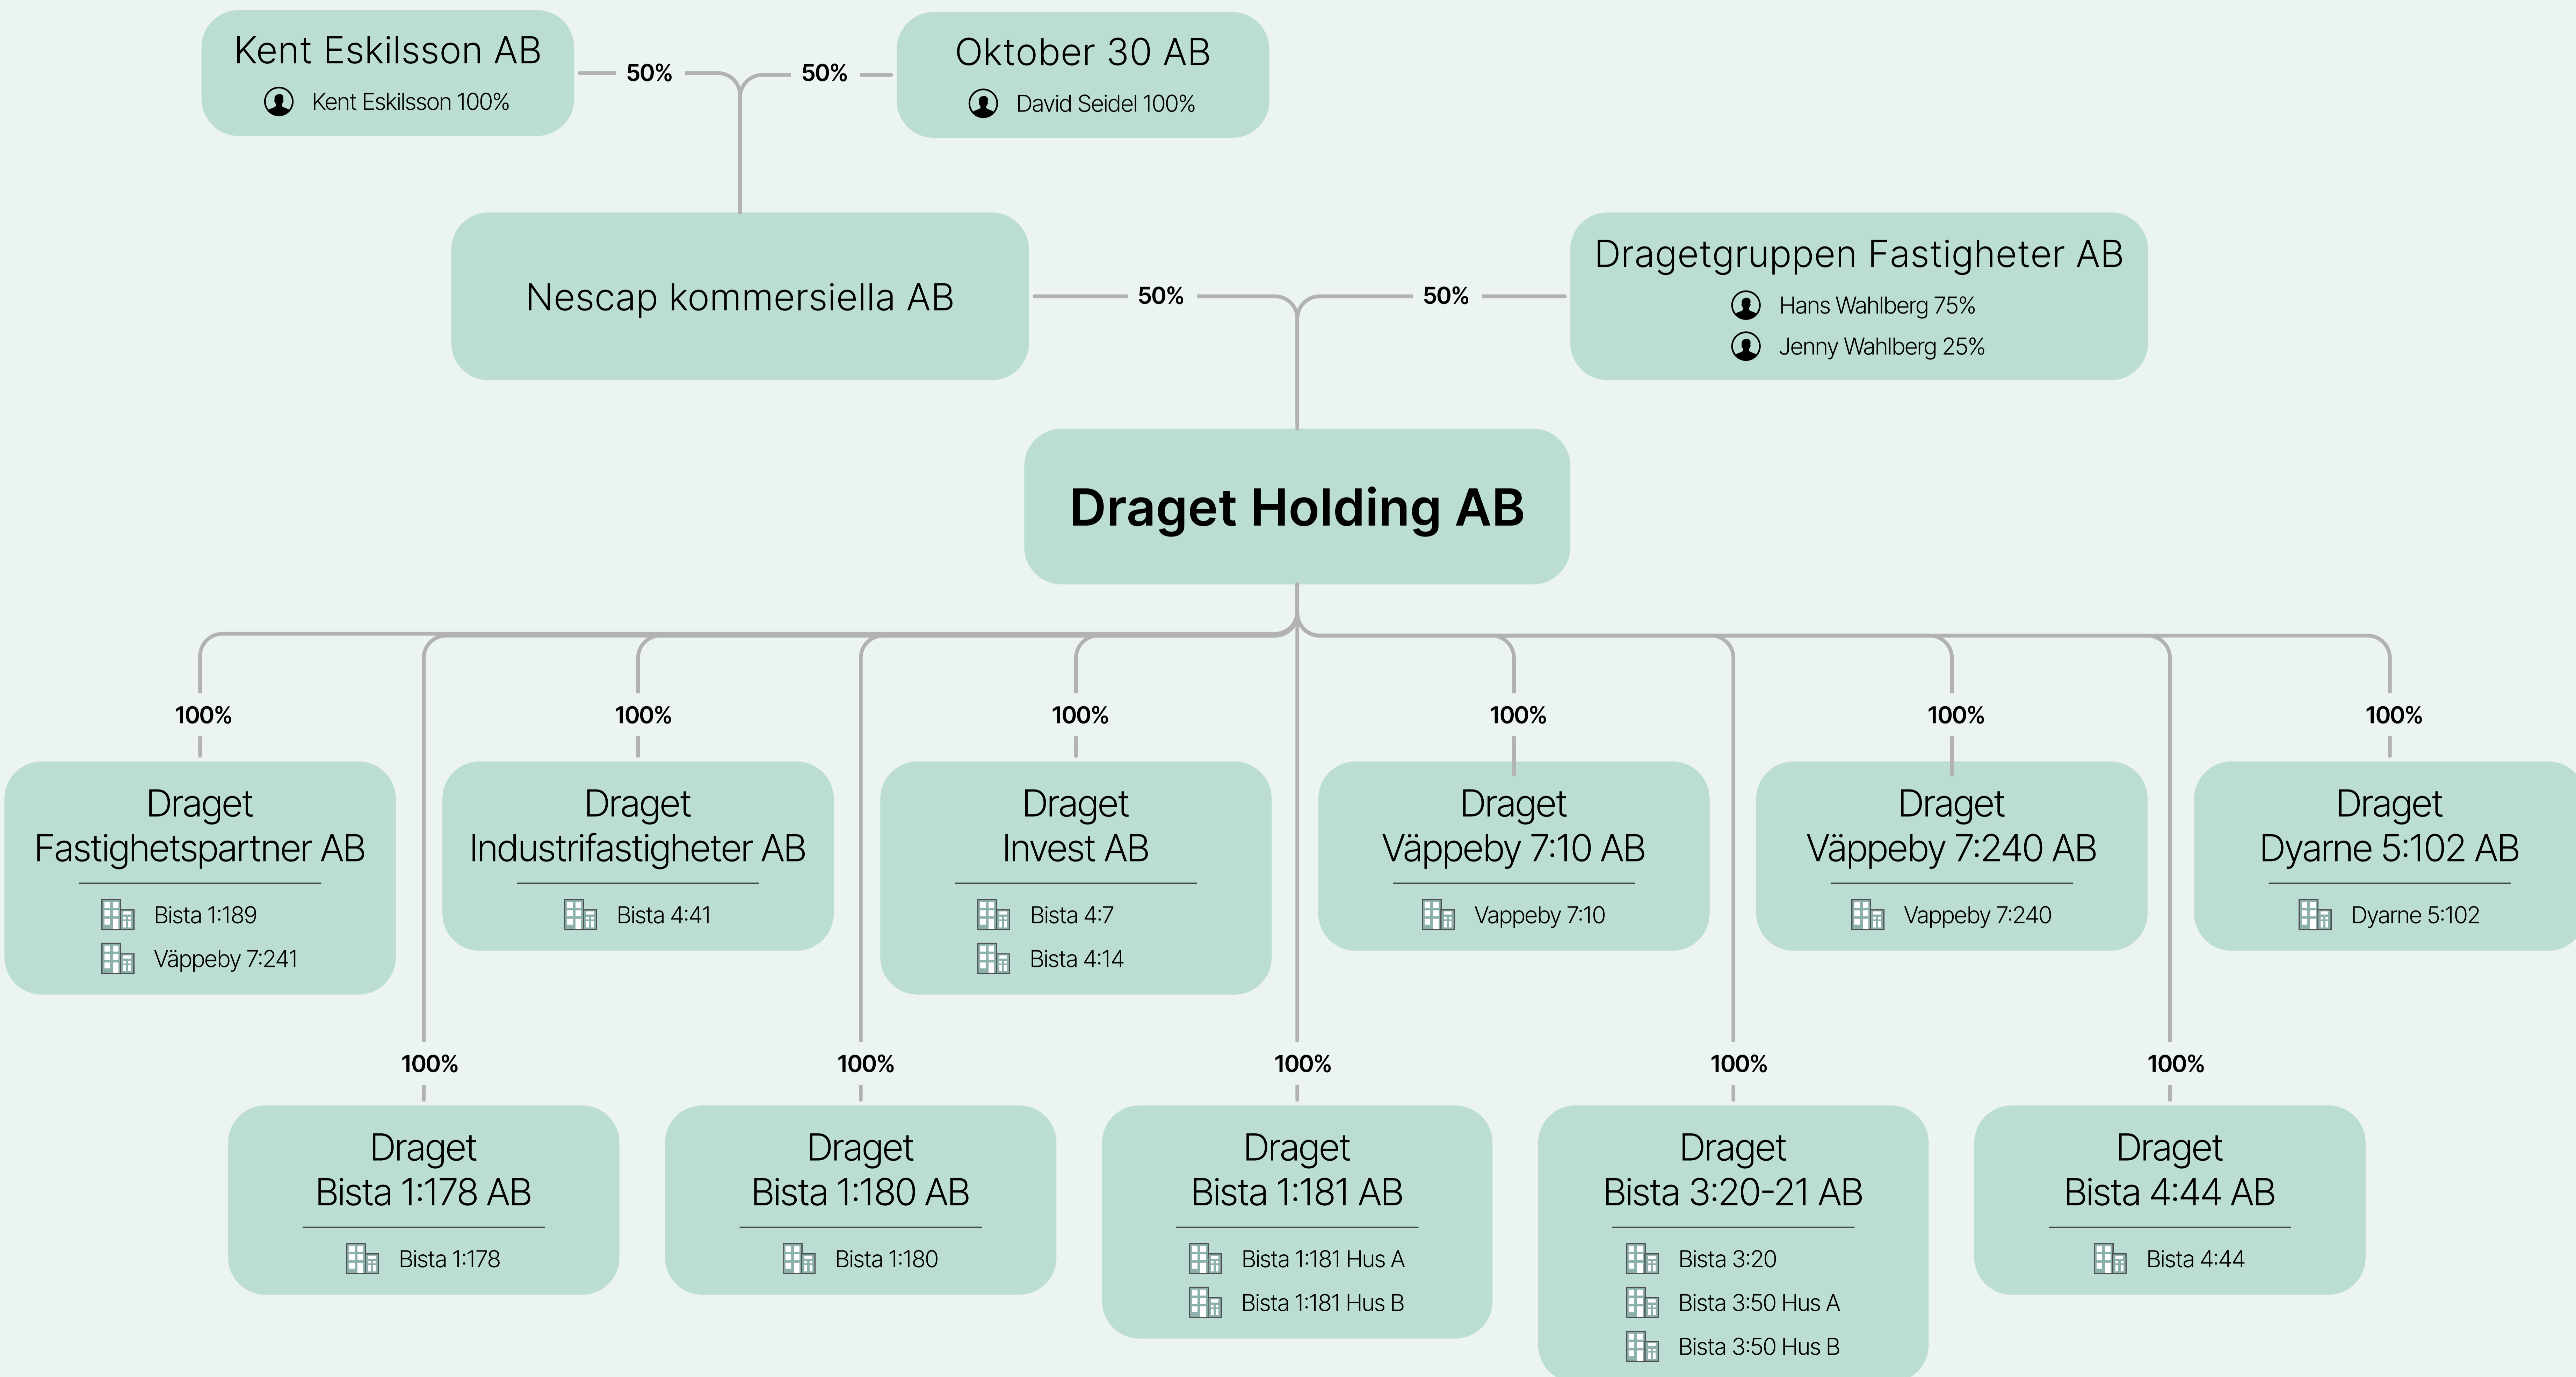 Kent Eskilsson AB
Kent Eskilsson 100%
50%
50%
Oktober 30 AB
David Seidel 100%
Nescap kommersiella AB
50%
50%
Dragetgruppen Fastigheter AB
Hans Wahlberg 75%
Jenny Wahlberg 25%
Draget Holding AB
100%
100%
100%
100%
100%
100%
Draget
Fastighetspartner AB
Bista 1:189
Väppeby 7:241
Draget
Industrifastigheter AB
Bista 4:41
Draget
Invest AB
Bista 4:7
Bista 4:14
Draget
Väppeby 7:10 AB
Vappeby 7:10
Draget
Väppeby 7:240 AB
Vappeby 7:240
Draget
Dyarne 5:102 AB
Dyarne 5:102
100%
100%
100%
100%
100%
Draget
Bista 1:178 AB
Bista 1:178
Draget
Bista 1:180 AB
Bista 1:180
Draget
Bista 1:181 AB
Bista 1:181 Hus A
Bista 1:181 Hus B
Draget
Bista 3:20-21 AB
Bista 3:20
Bista 3:50 Hus A
Bista 3:50 Hus B
Draget
Bista 4:44 AB
Bista 4:44